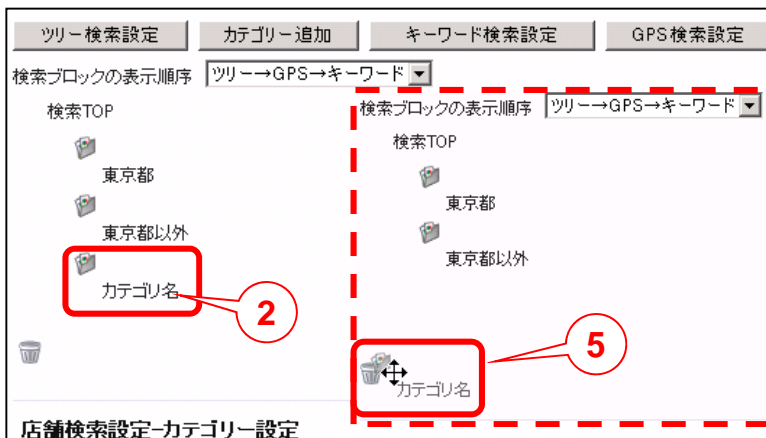 ツリー検索設定 カテゴリー追加 キーワード検索設定 GPS検索設定
検索ブロックの表示順序 ツリー→GPS→キーワード
検索TOP
東京都
東京都以外
カテゴリ名
2
検索ブロックの表示順序 ツリー→GPS→キーワード
検索TOP
東京都
東京都以外
カテゴリ名
5
店舗検索設定-カテゴリー設定